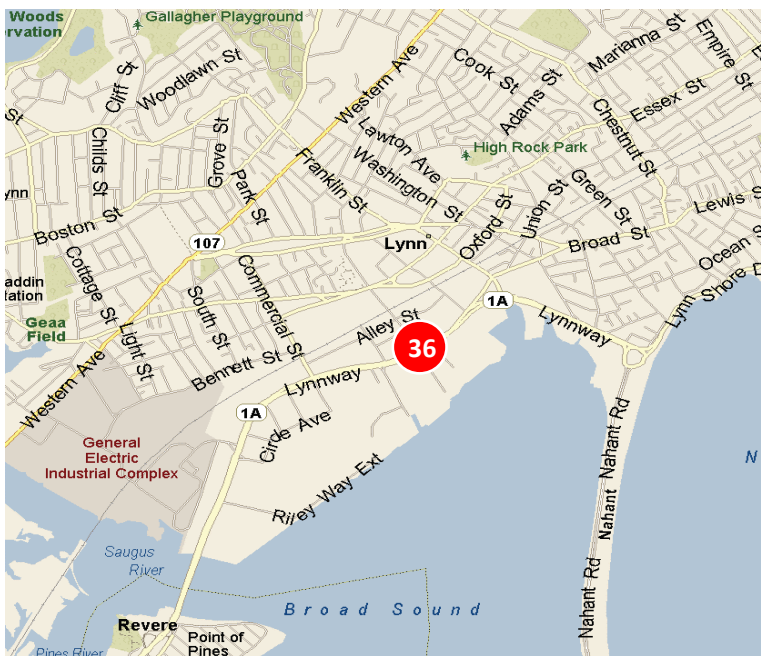 Woods
rvation
Gallagher Playground
Cliff St
Woodlawn St
Western Ave
Cook St
Adams St
Marianna St
Empire St
Essex St
Chestnut St
St
Childs St
Grove St
Park St
Franklin St
Lawton Ave
Washington St
High Rock Park
Green St
Union St
Oxford St
Lewis S
ynn
Boston St
107
Lynn
Broad St
Ocean S
Lynn Shore D
addin
tation
Cottage St
South St
Commercial St
Geaa
Field
Light St
Alley St
1A
Lynnway
36
Bennett St
Lynnway
Western Ave
1A
Circle Ave
General
Electric
Industrial Complex
Riley Way Ext
Nahant Rd
Nahant
Nahant Rd
N
Saugus
River
Broad Sound
Revere
Point of
Pines
Pines River